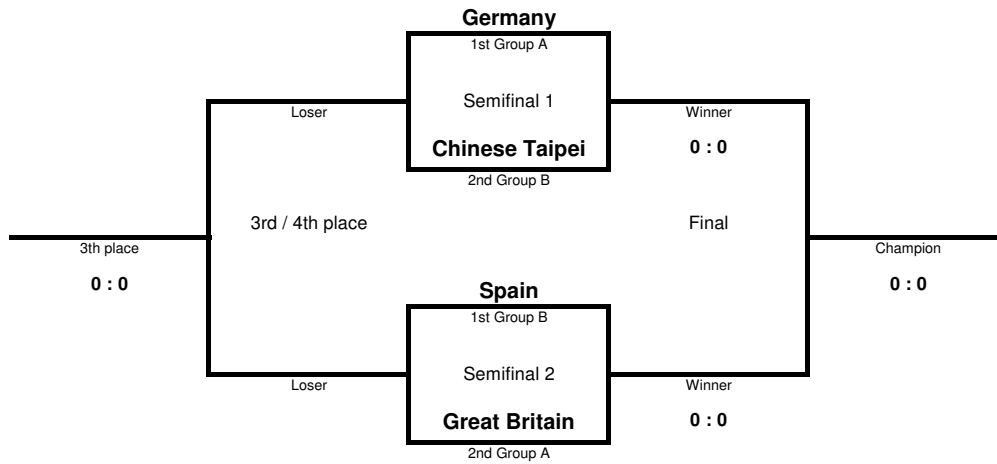 Germany
1st Group A
Semifinal 1
Loser
Winner
Chinese Taipei
0 : 0
2nd Group B
3rd / 4th place
Final
3th place
Champion
0 : 0
0 : 0
Spain
1st Group B
Semifinal 2
Loser
Winner
Great Britain
0 : 0
2nd Group A